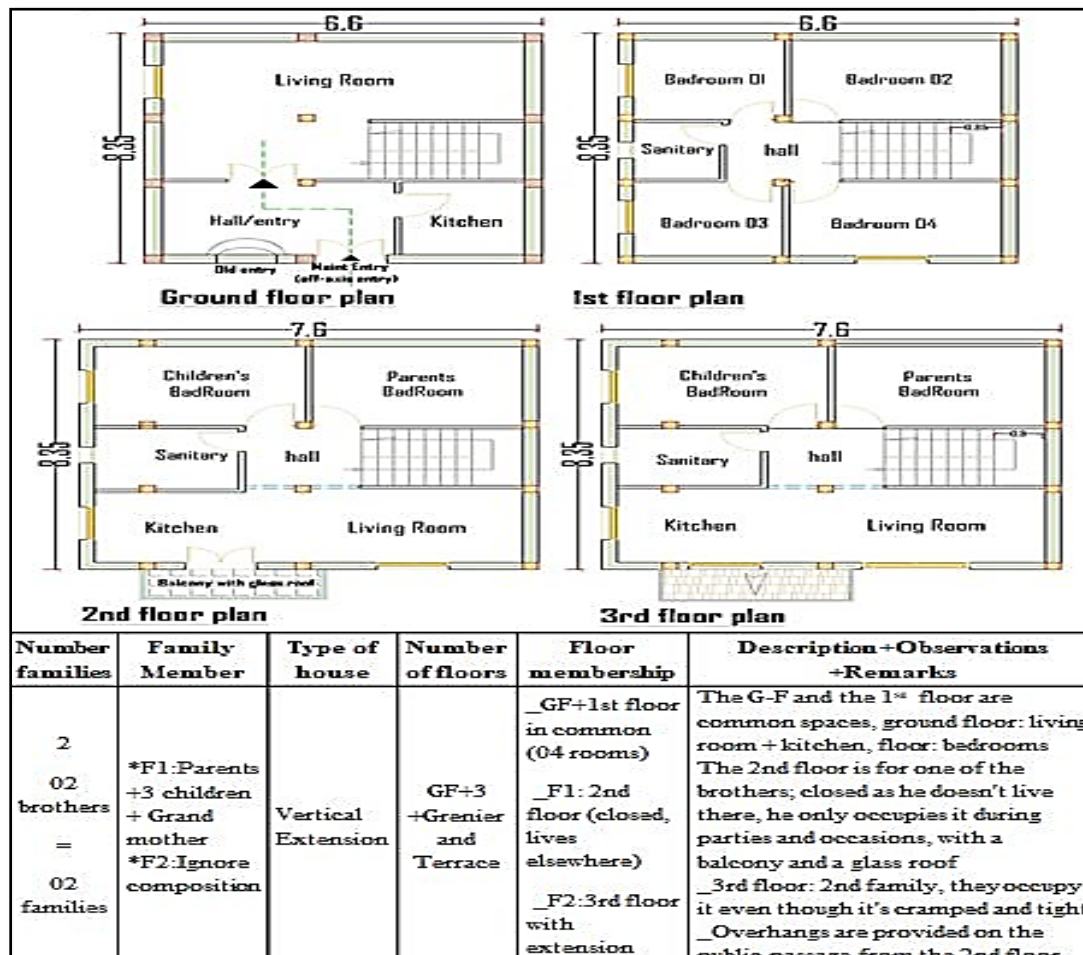 6.6
6.6
8.35
Living Room
Hall/entry
Kitchen
Old entry
Maint Entry
(off-axis entry)
Ground floor plan
8.35
Badroom 01
Badroom 02
Sanitary
hall
Badroom 03
Badroom 04
1st floor plan
7.6
7.6
8.35
Children's
BadRoom
Parents
BadRoom
Sanitary
hall
Kitchen
Living Room
Balcony with glass roof
2nd floor plan
8.35
Children's
BadRoom
Parents
BadRoom
Sanitary
hall
Kitchen
Living Room
3rd floor plan
Number families
Family Member
Type of house
Number of floors
Floor membership
Description+Observations +Remarks
2
02
brothers
=
02
families
*F1:Parents
+3 children
+ Grand
mother
*F2:Ignore
composition
Vertical
Extension
GF+3
+Grenier
and
Terrace
_GF+1st floor
in common
(04 rooms)
_F1: 2nd
floor (closed,
lives
elsewhere)
_F2:3rd floor
with
extension
The G-F and the 1st floor are
common spaces, ground floor: living
room + kitchen, floor: bedrooms
The 2nd floor is for one of the
brothers; closed as he doesn't live
there, he only occupies it during
parties and occasions, with a
balcony and a glass roof
_3rd floor: 2nd family, they occupy
it even though it's cramped and tight
_Overhangs are provided on the
public passage from the 2nd floor